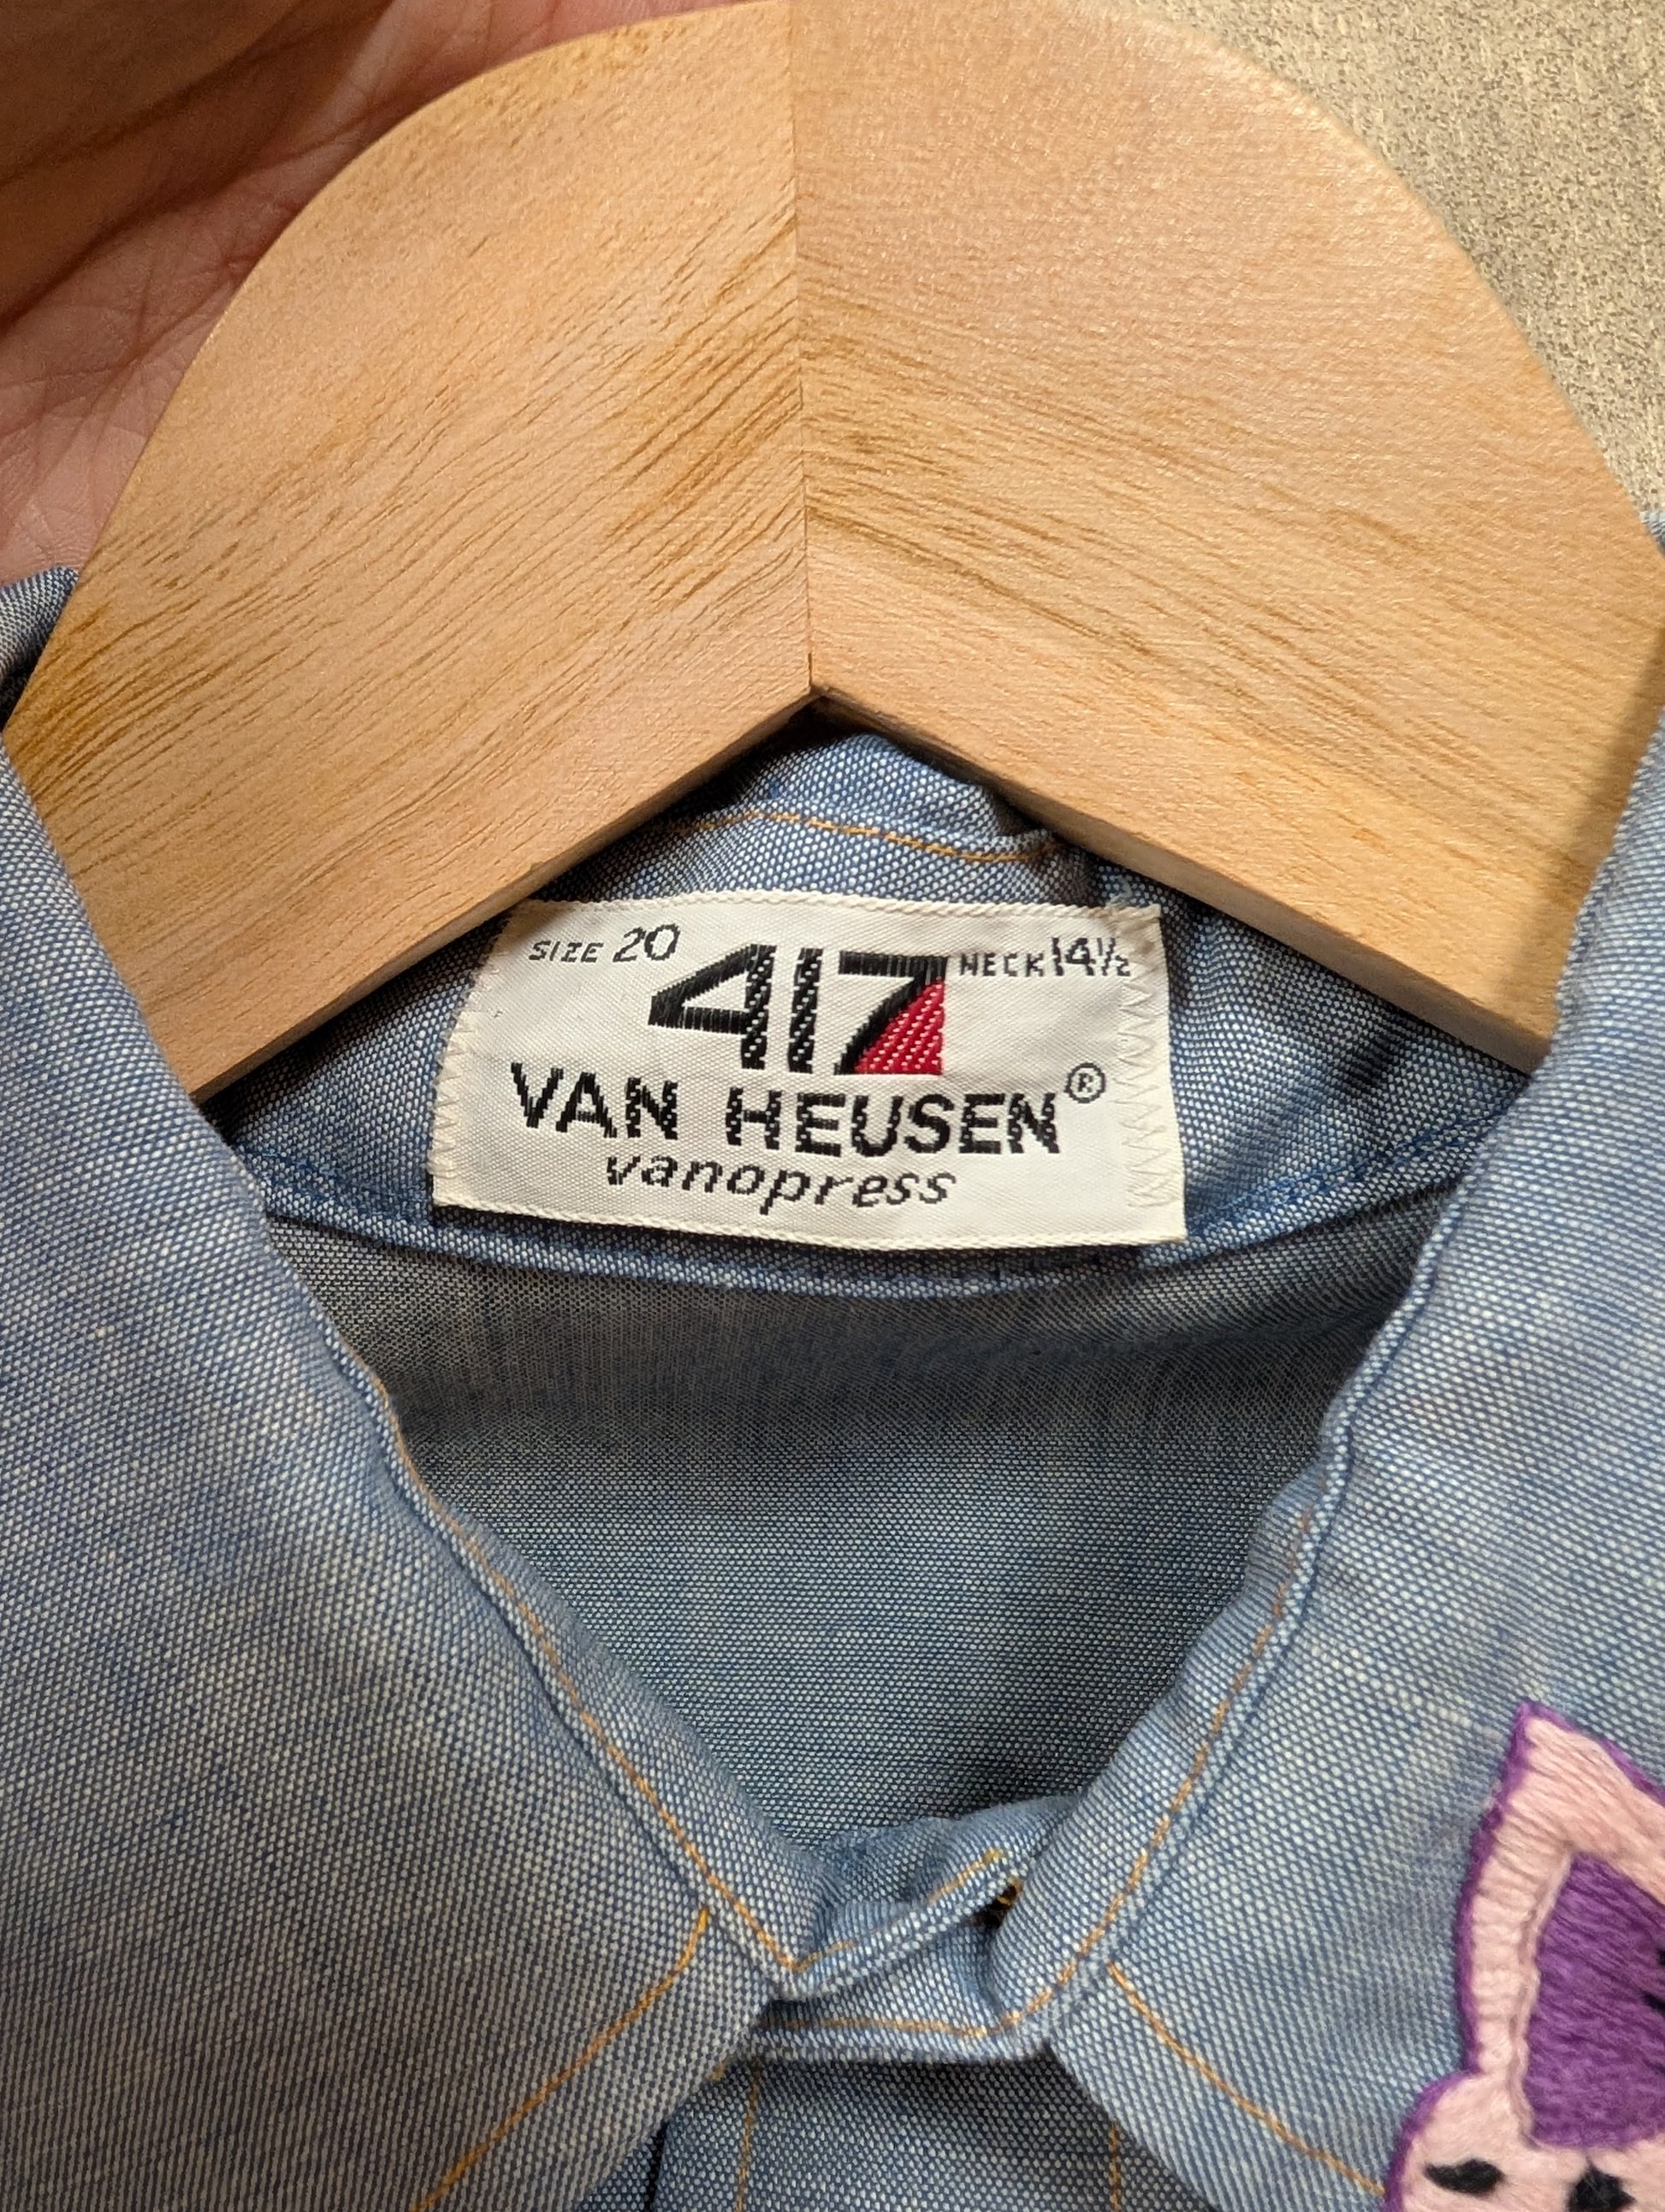 SIZE 20 417 NECK 14½
VAN HEUSEN®
vanopress